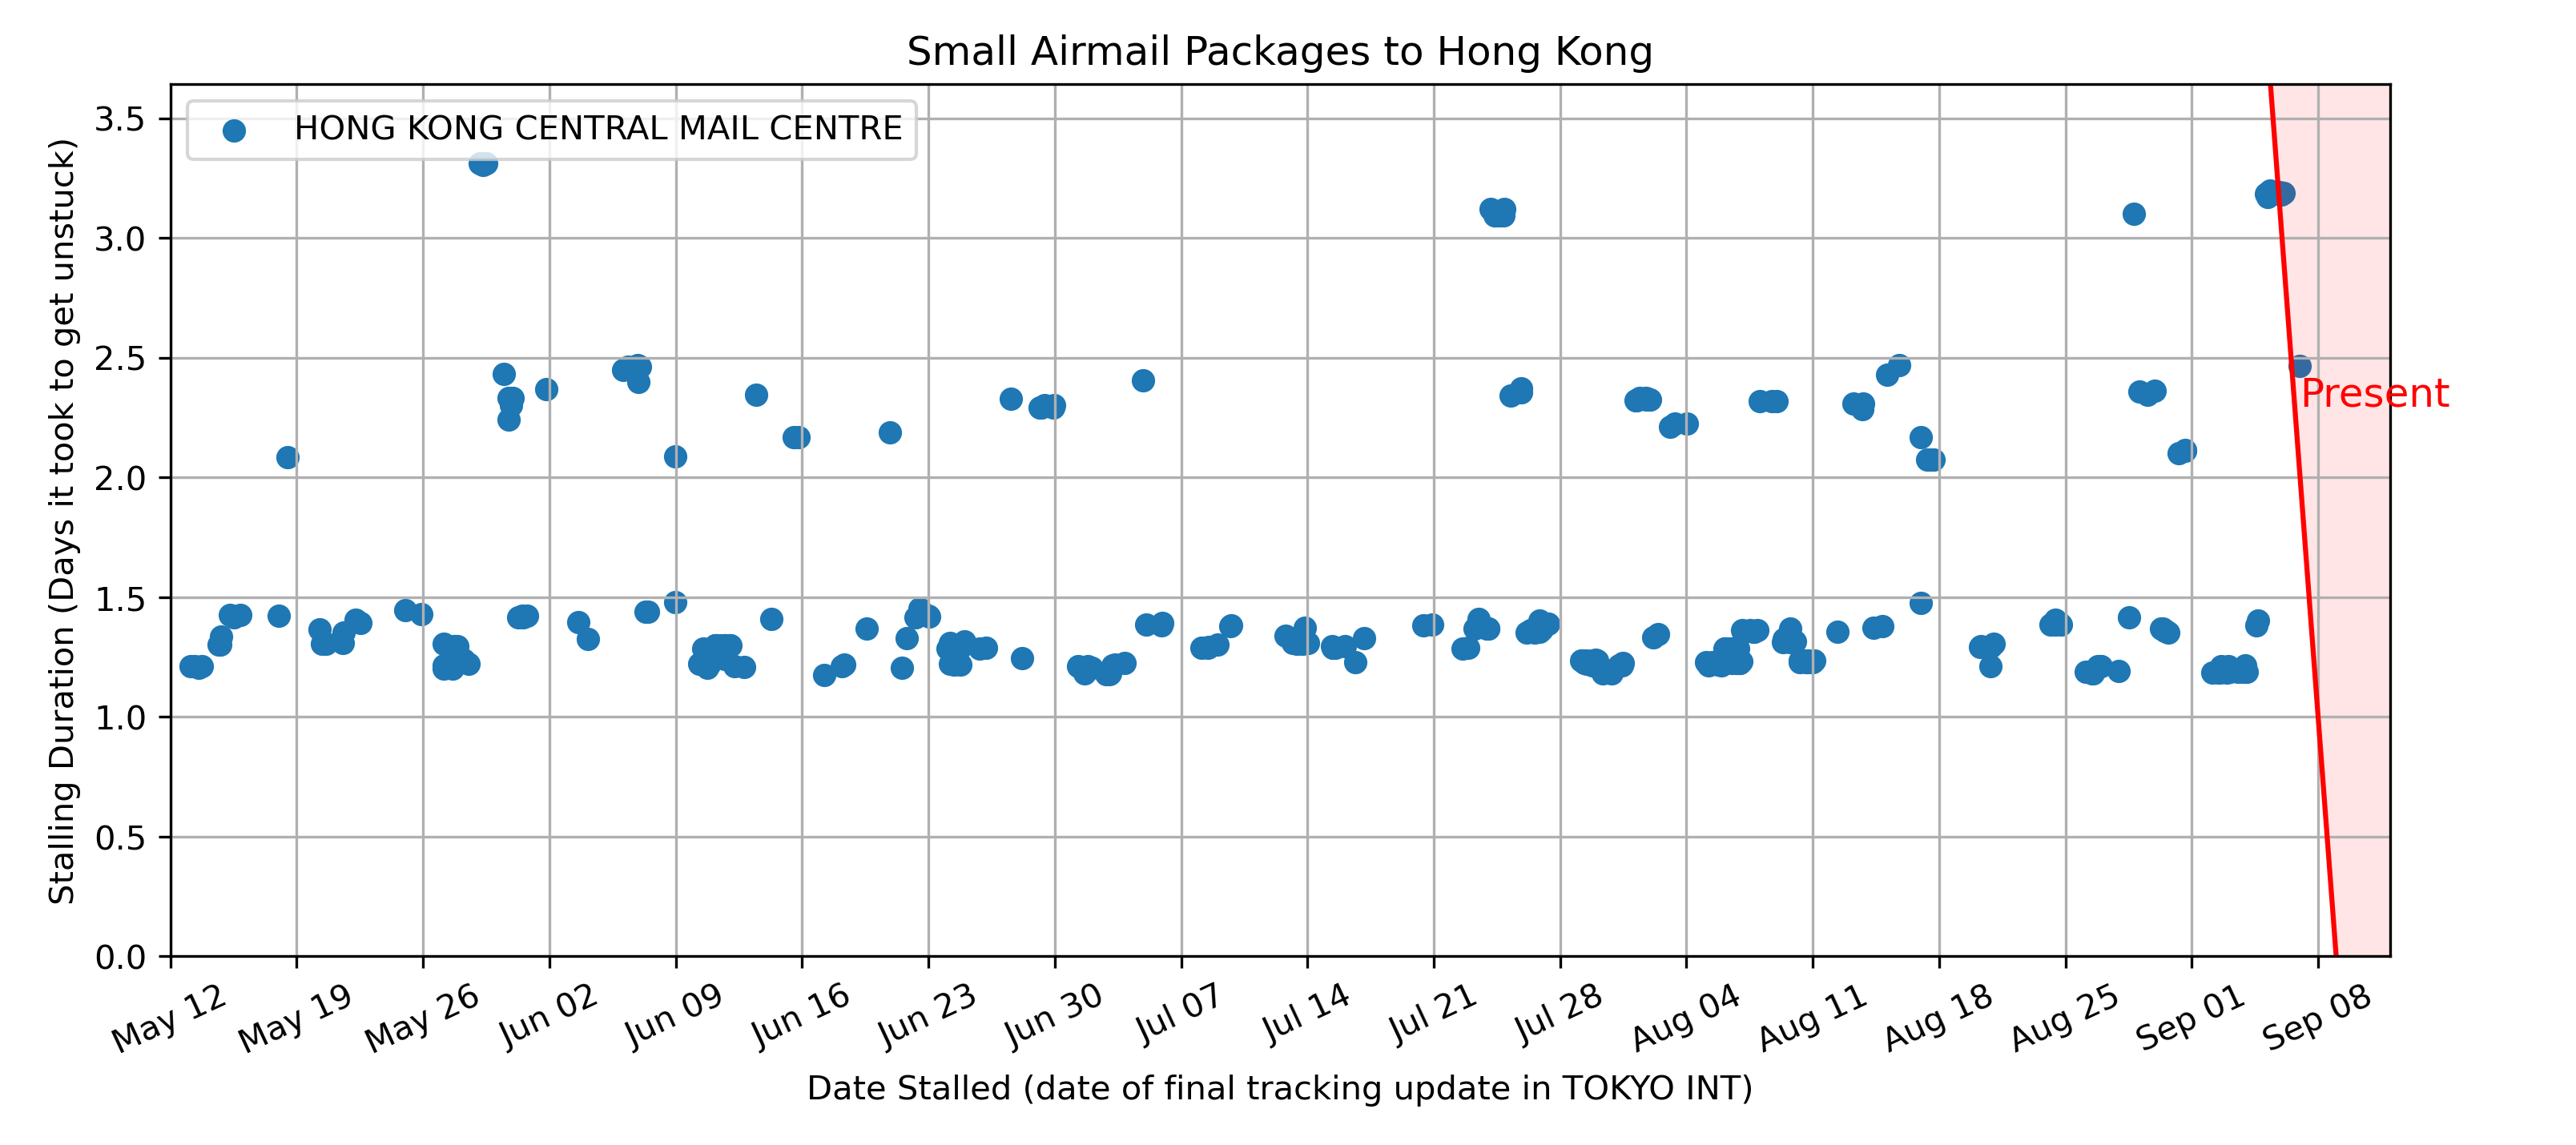 Small Airmail Packages to Hong Kong
HONG KONG CENTRAL MAIL CENTRE
Stalling Duration (Days it took to get unstuck)
3.5
3.0
2.5
2.0
1.5
1.0
0.5
0.0
Present
May 12
May 19
May 26
Jun 02
Jun 09
Jun 16
Jun 23
Jun 30
Jul 07
Jul 14
Jul 21
Jul 28
Aug 04
Aug 11
Aug 18
Aug 25
Sep 01
Sep 08
Date Stalled (date of final tracking update in TOKYO INT)